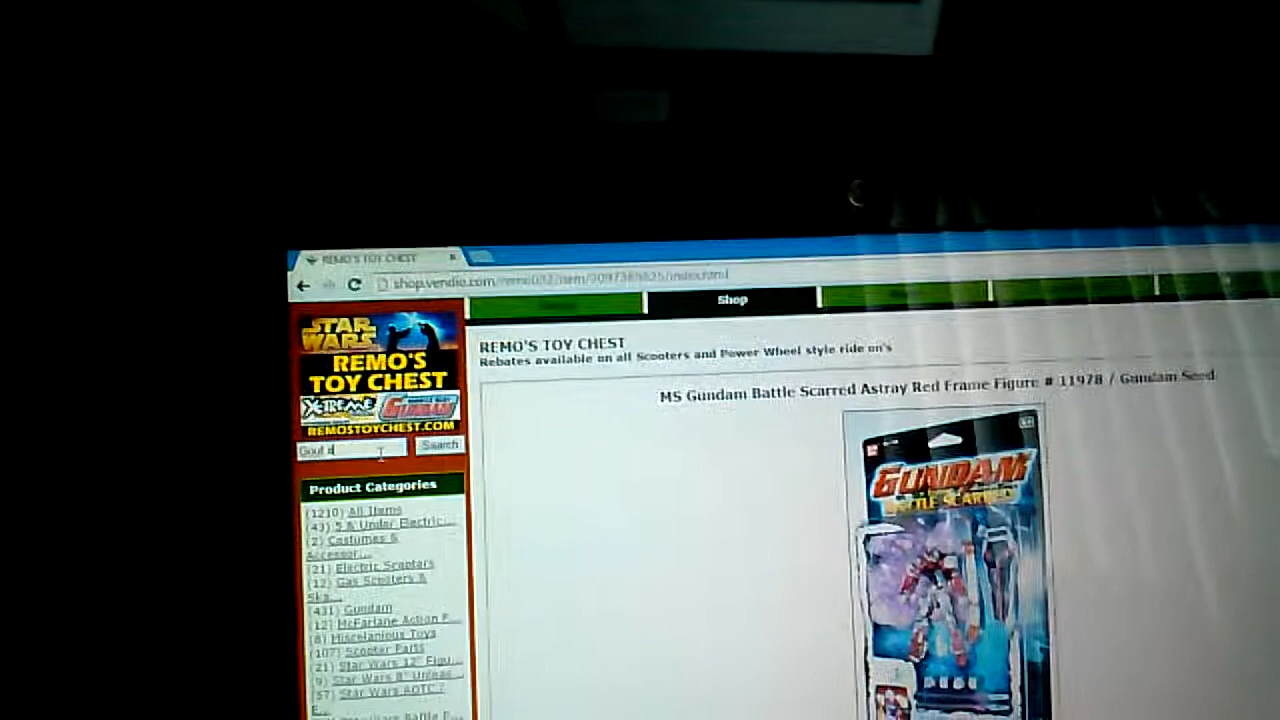 REMO'S TOY CHEST
shop.vendio.com/
Shop
STAR
WARS
REMO'S
TOY CHEST
XTREME GUNDAM
REMOSTOYCHEST.COM
Gouf d
Search
REMO'S TOY CHEST
Rebates available on all Scooters and Power Wheel style ride on's
MS Gundam Battle Scarred Astray Red Frame Figure # 11978 / Gundam Seed
GUNDAM
BATTLE SCARRED
Product Categories
(1210) All Items
(43) 5 & Under Electric...
(2) Costumes &
Accessor...
(21) Electric Scooters
(12) Gas Scooters &
Ska...
(431) Gundam
(12) McFarlane Action F...
(8) Miscelanious Toys
(107) Scooter Parts
(21) Star Wars 12" Figu...
(9) Star Wars 8" Unleas...
(57) Star Wars AOTC /
E...